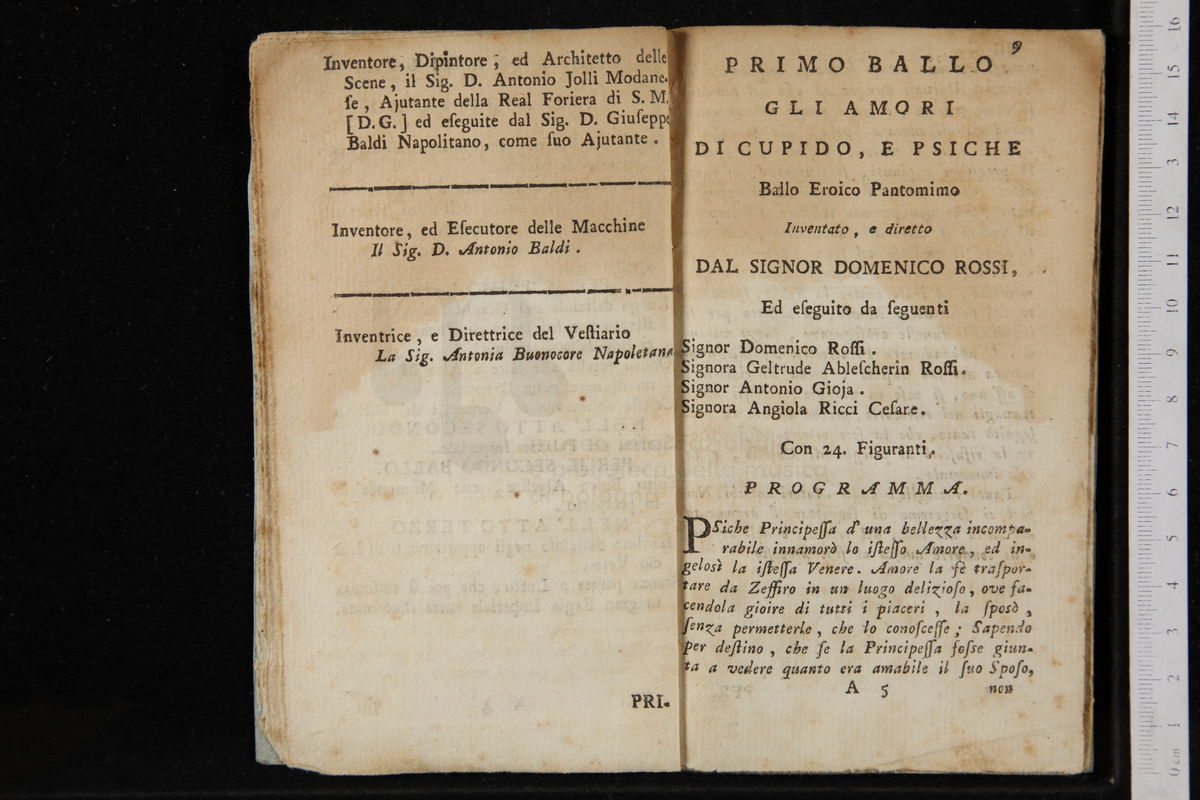 Inventore, Dipintore; ed Architetto delle
Scene, il Sig. D. Antonio Jolli Modane-
ſe, Ajutante della Real Foriera di S. M.
[D.G.] ed eſeguite dal Sig. D. Giuſeppe
Baldi Napolitano, come ſuo Ajutante.
Inventore, ed Eſecutore delle Macchine
Il Sig. D. Antonio Baldi.
Inventrice, e Direttrice del Veſtiario
La Sig. Antonia Buonocore Napoletana
PRI-
9
PRIMO BALLO
GLI AMORI
DI CUPIDO, E PSICHE
Ballo Eroico Pantomimo
Inventato, e diretto
DAL SIGNOR DOMENICO ROSSI,
Ed eſeguito da ſeguenti
Signor Domenico Roſſi.
Signora Geltrude Ableſcherin Roſſi.
Signor Antonio Gioja.
Signora Angiola Ricci Ceſare.
Con 24. Figuranti.
PROGRAMMA.
PSiche Principeſſa d' una bellezza incompa-
rabile innamorò lo iſteſſo Amore, ed in-
gelosì la iſteſſa Venere. Amore la fè traſpor-
tare da Zeffiro in un luogo delizioſo, ove fa-
cendola gioire di tutti i piaceri, la ſposò,
ſenza permetterle, che lo conoſceſſe; Sapendo
per deſtino, che ſe la Principeſſa foſse giun-
ta a vedere quanto era amabile il ſuo Spoſo,
A 5
non